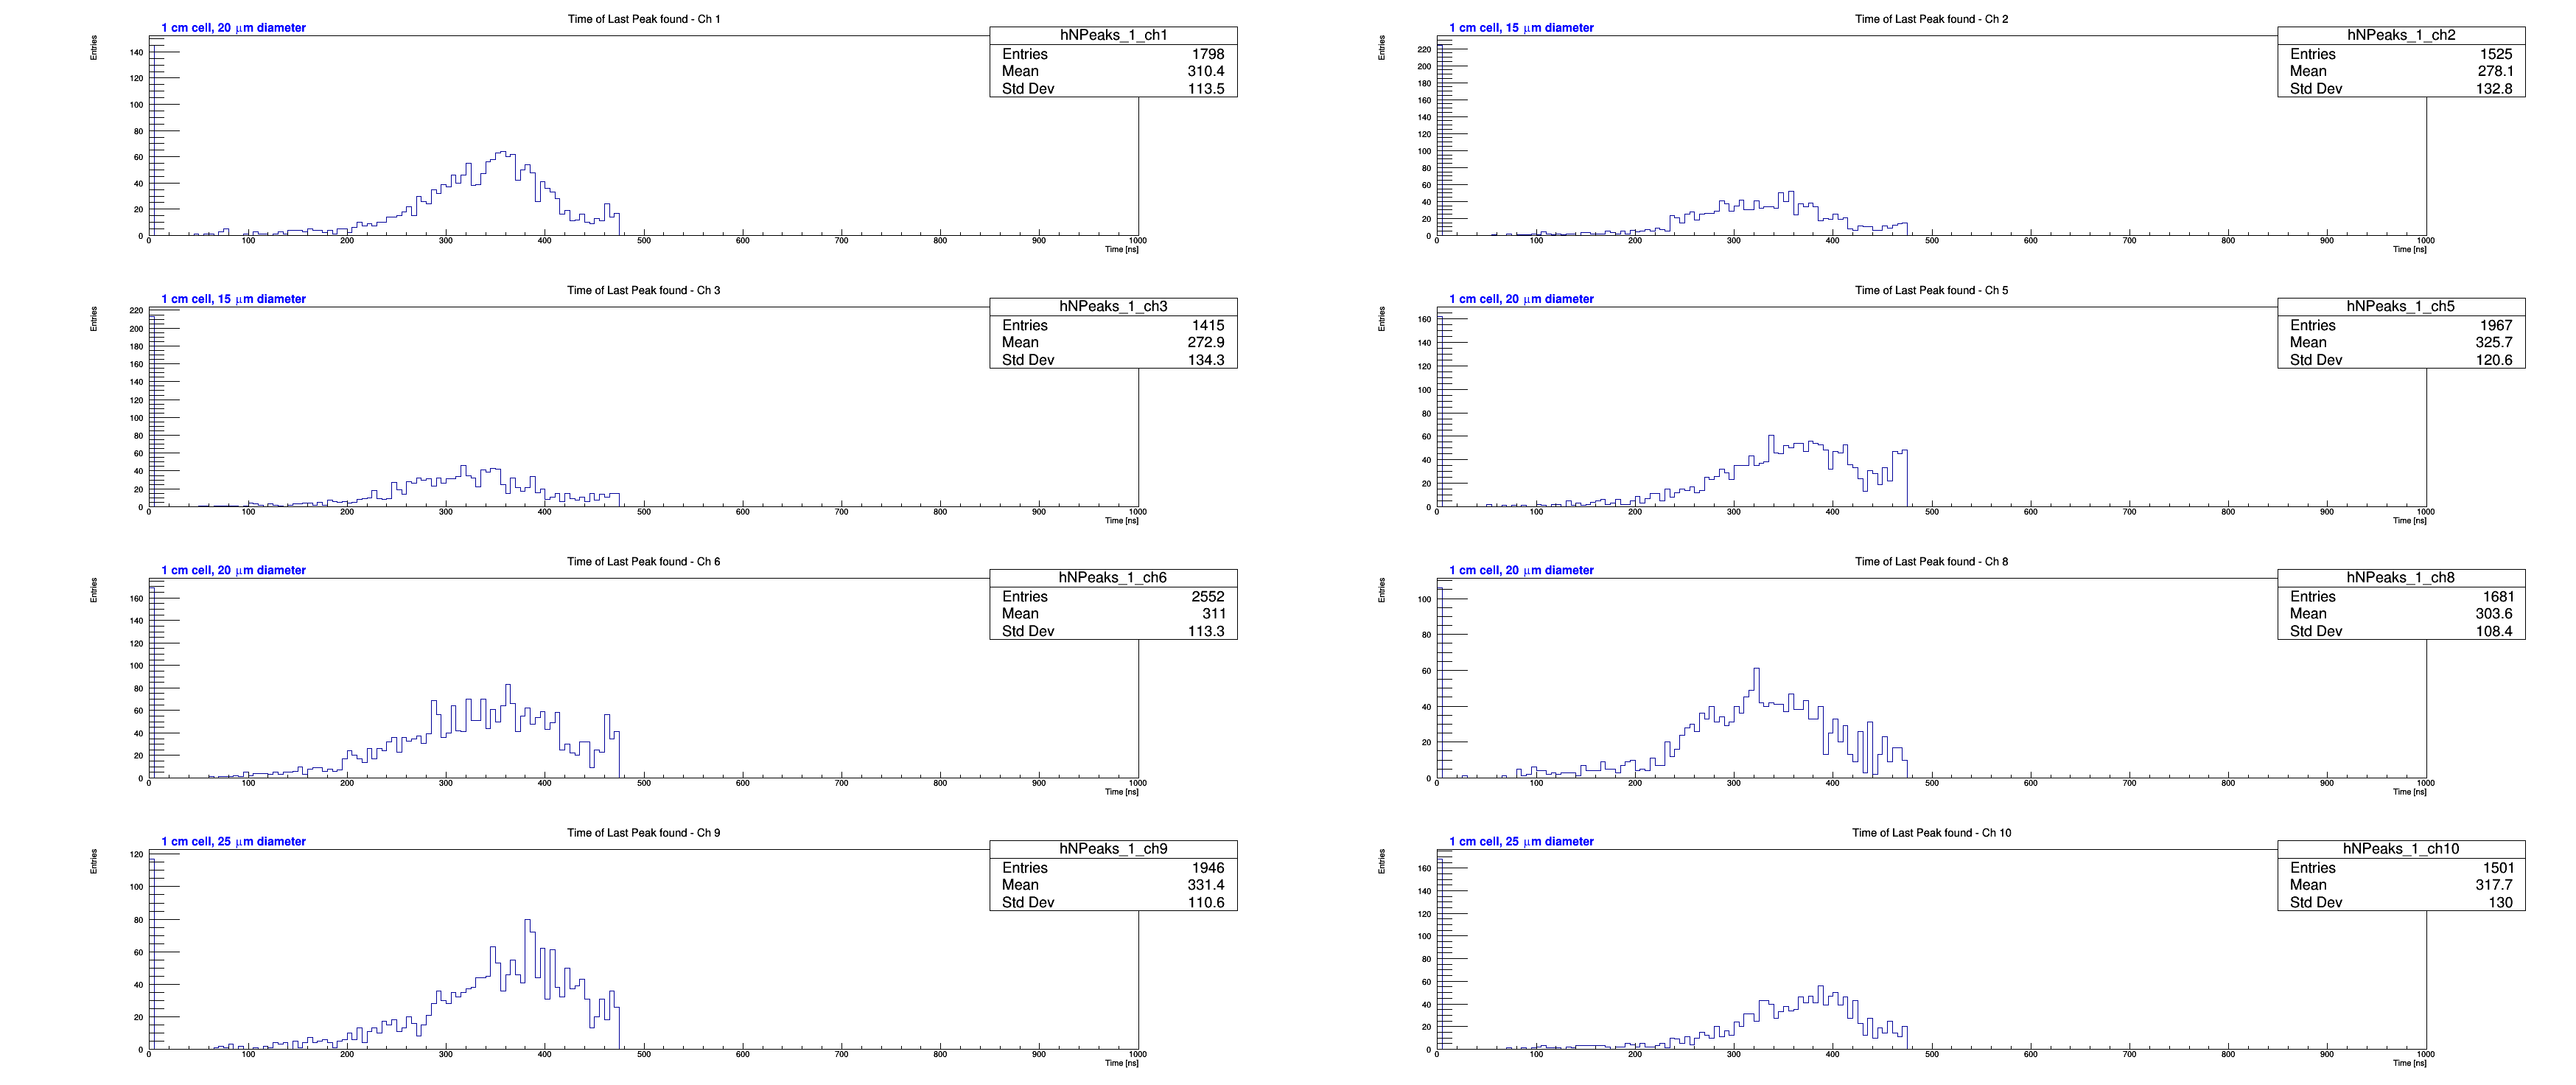 Time of Last Peak found - Ch 1
1 cm cell, 20 μm diameter
Entries
hNPeaks_1_ch1
Entries 1798
Mean 310.4
Std Dev 113.5
140
120
100
80
60
40
20
0
0 100 200 300 400 500 600 700 800 900 1000
Time [ns]
Time of Last Peak found - Ch 2
1 cm cell, 15 μm diameter
Entries
hNPeaks_1_ch2
Entries 1525
Mean 278.1
Std Dev 132.8
220
200
180
160
140
120
100
80
60
40
20
0
0 100 200 300 400 500 600 700 800 900 1000
Time [ns]
Time of Last Peak found - Ch 3
1 cm cell, 15 μm diameter
Entries
hNPeaks_1_ch3
Entries 1415
Mean 272.9
Std Dev 134.3
220
200
180
160
140
120
100
80
60
40
20
0
0 100 200 300 400 500 600 700 800 900 1000
Time [ns]
Time of Last Peak found - Ch 5
1 cm cell, 20 μm diameter
Entries
hNPeaks_1_ch5
Entries 1967
Mean 325.7
Std Dev 120.6
160
140
120
100
80
60
40
20
0
0 100 200 300 400 500 600 700 800 900 1000
Time [ns]
Time of Last Peak found - Ch 6
1 cm cell, 20 μm diameter
Entries
hNPeaks_1_ch6
Entries 2552
Mean 311
Std Dev 113.3
160
140
120
100
80
60
40
20
0
0 100 200 300 400 500 600 700 800 900 1000
Time [ns]
Time of Last Peak found - Ch 8
1 cm cell, 20 μm diameter
Entries
hNPeaks_1_ch8
Entries 1681
Mean 303.6
Std Dev 108.4
100
80
60
40
20
0
0 100 200 300 400 500 600 700 800 900 1000
Time [ns]
Time of Last Peak found - Ch 9
1 cm cell, 25 μm diameter
Entries
hNPeaks_1_ch9
Entries 1946
Mean 331.4
Std Dev 110.6
120
100
80
60
40
20
0
0 100 200 300 400 500 600 700 800 900 1000
Time [ns]
Time of Last Peak found - Ch 10
1 cm cell, 25 μm diameter
Entries
hNPeaks_1_ch10
Entries 1501
Mean 317.7
Std Dev 130
160
140
120
100
80
60
40
20
0
0 100 200 300 400 500 600 700 800 900 1000
Time [ns]